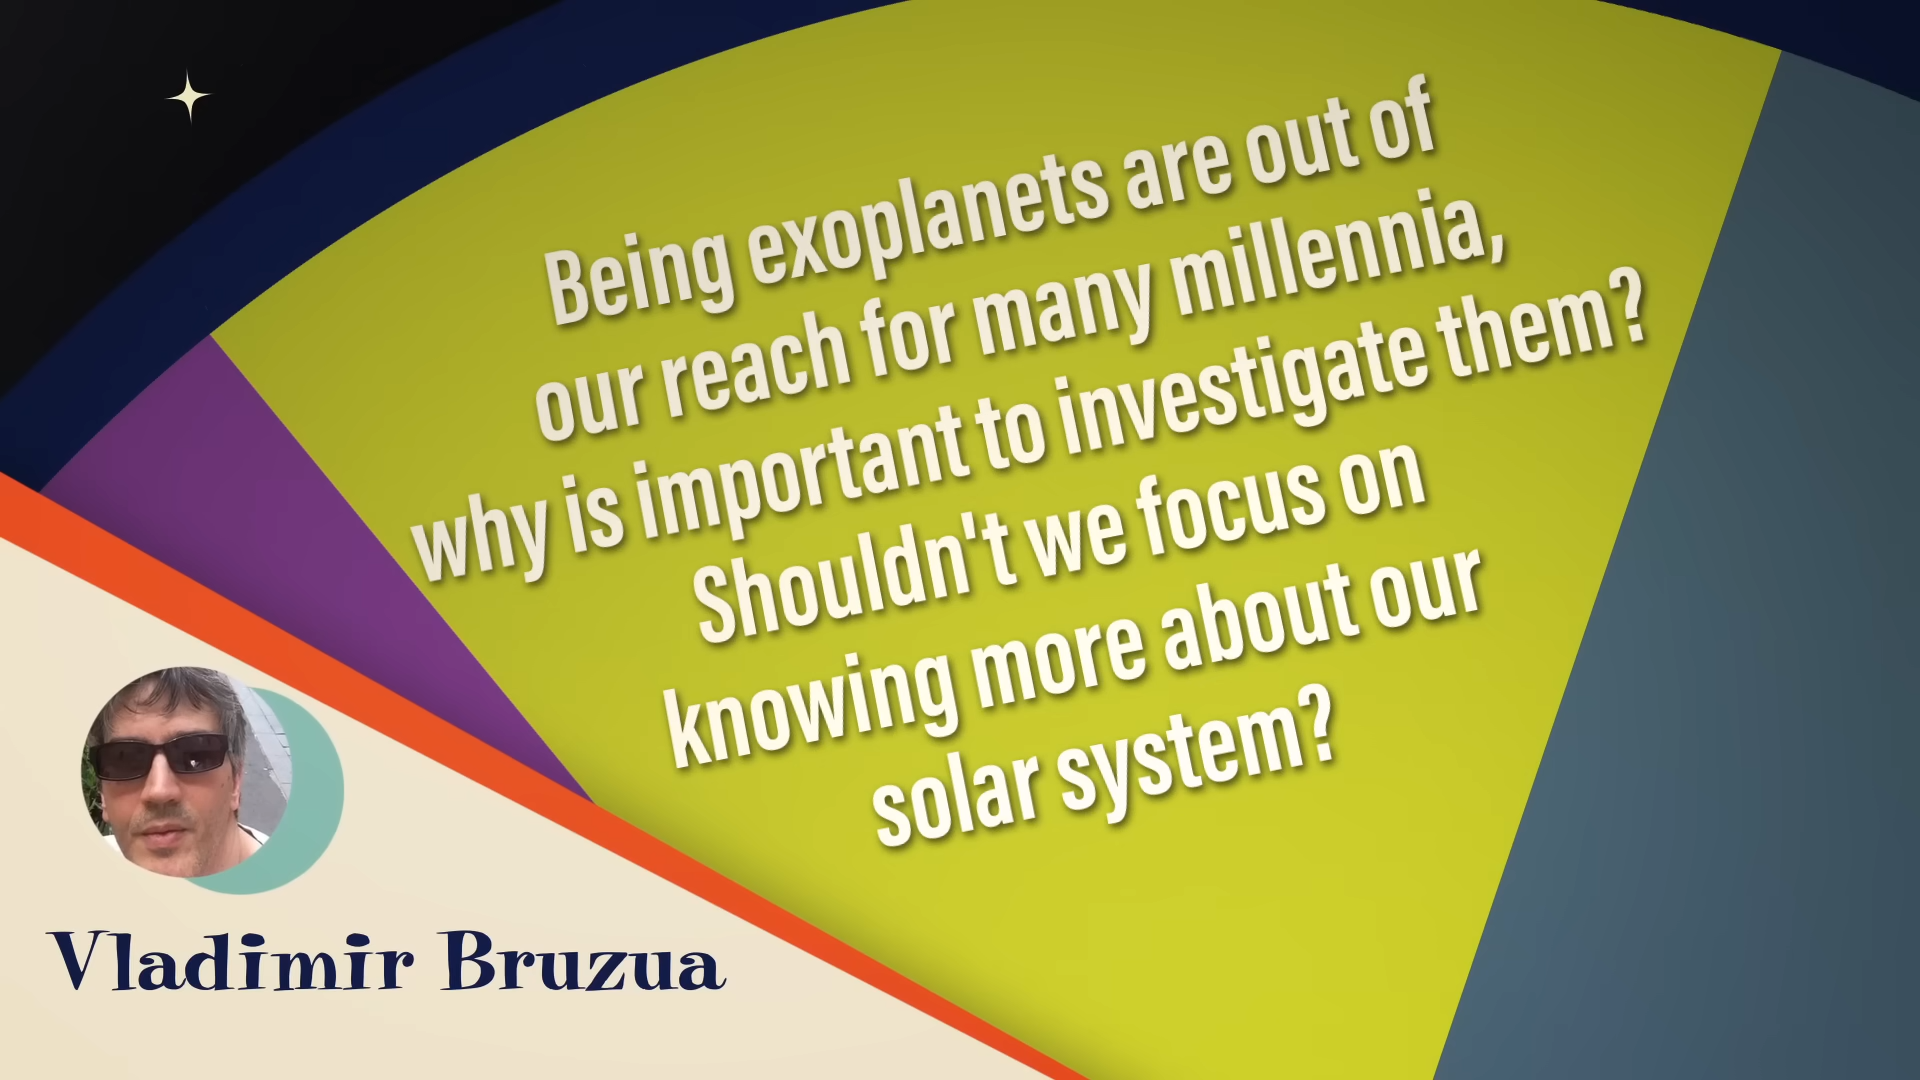 Being exoplanets are out of
our reach for many millennia,
why is important to investigate them?
Shouldn't we focus on
knowing more about our
solar system?
Vladimir Bruzua